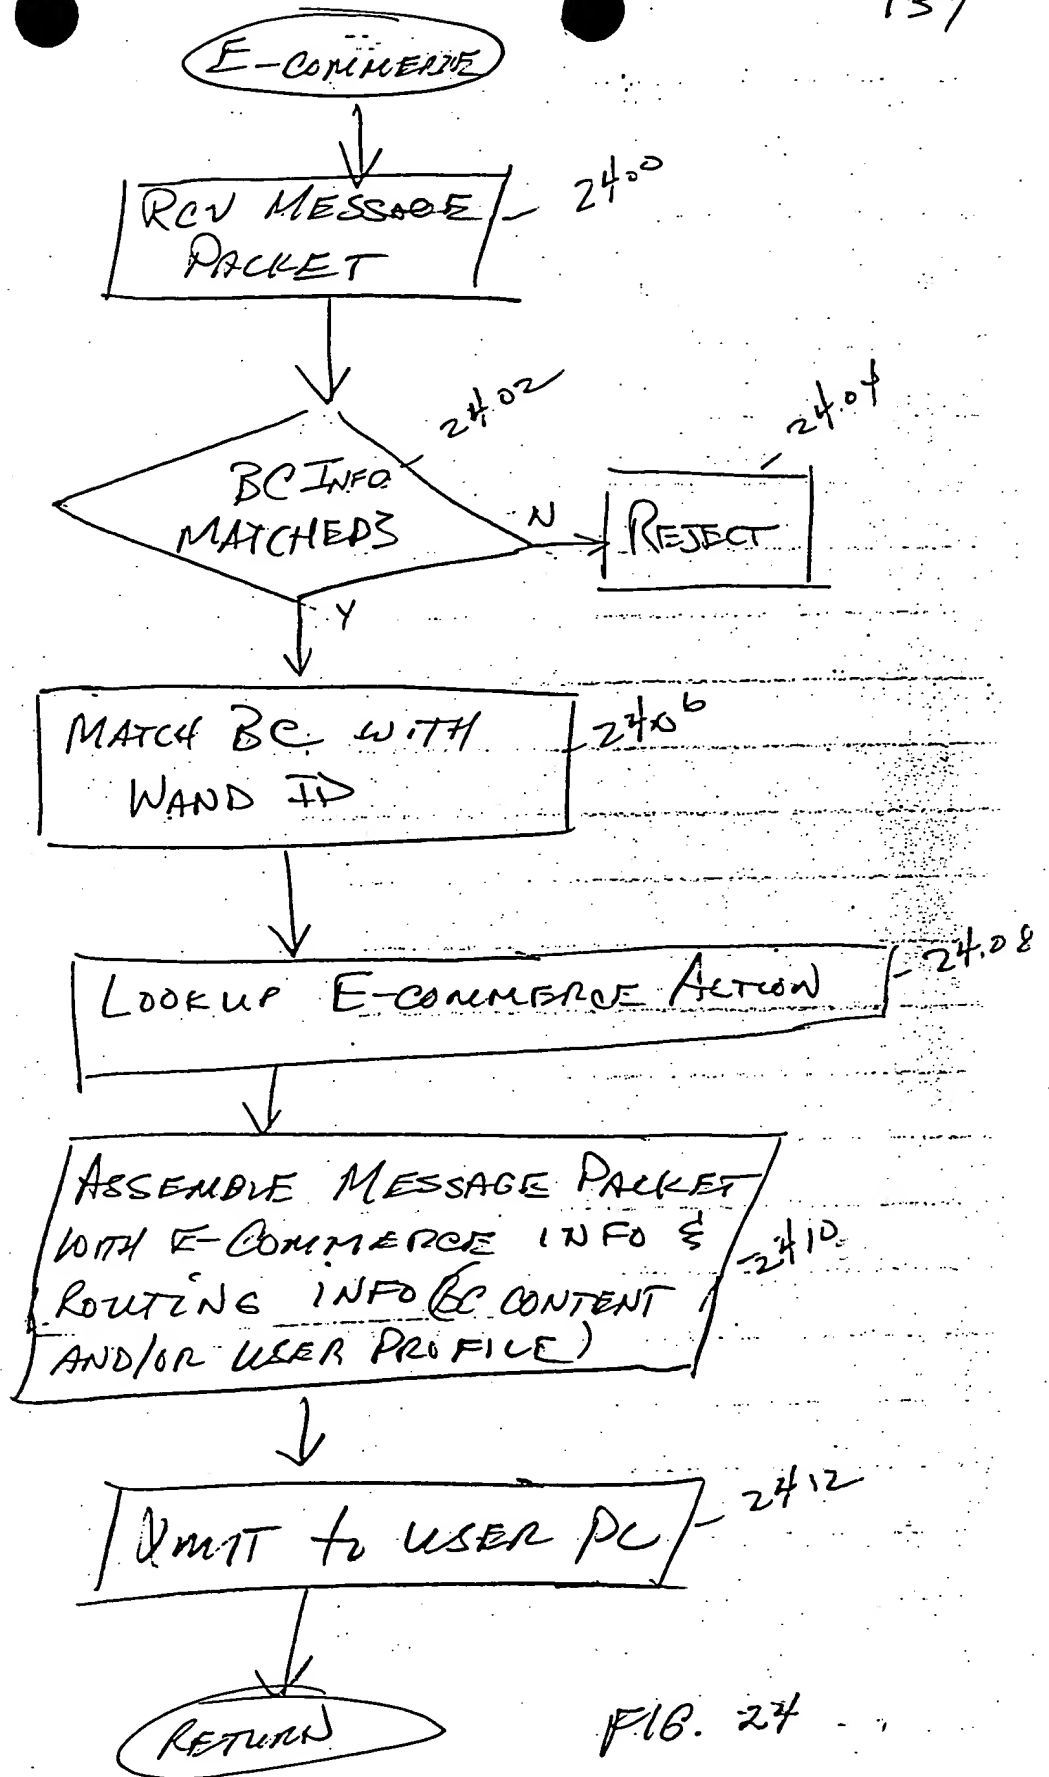 137
E-COMMERCE
RCV MESSAGE
PACKET
2400
BC INFO
MATCHED?
2402
N
REJECT
2404
Y
MATCH BC WITH
WAND ID
2406
LOOKUP E-COMMERCE ACTION
2408
ASSEMBLE MESSAGE PACKET
WITH E-COMMERCE INFO &
ROUTING INFO (BC CONTENT
AND/OR USER PROFILE)
2410
XMIT to USER PC
2412
RETURN
FIG. 24